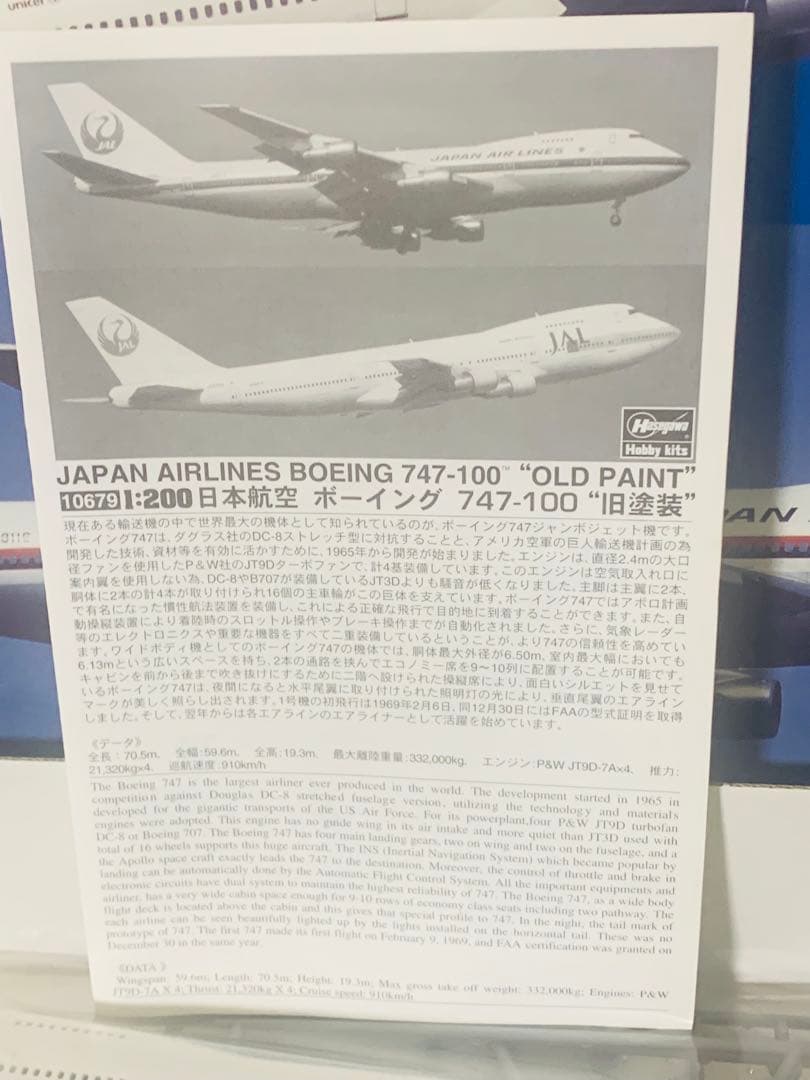 unicef
JAL
JAPAN AIR LINES
JAL
JAL
Hasegawa
Hobby kits
JAPAN AIRLINES BOEING 747-100™ “OLD PAINT”
10679 1:200 日本航空 ボーイング 747-100 “旧塗装”
現在ある輸送機の中で世界最大の機体として知られているのが、ボーイング747ジャンボジェット機です。
ボーイング747は、ダグラス社のDC-8ストレッチ型に対抗することと、アメリカ空軍の巨人輸送機計画の為
開発した技術、資材等を有効に活かすために、1965年から開発が始まりました。エンジンは、直径2.4mの大口
径ファンを使用したP&W社のJT9Dターボファンで、計4基装備しています。このエンジンは空気取入れ口に
案内翼を使用しない為、DC-8やB707が装備しているJT3Dよりも騒音が低くなりました。主脚は主翼に2本、
胴体に2本の計4本が取り付けられ16個の主車輪がこの巨体を支えています。ボーイング747ではアポロ計画
で有名になった慣性航法装置を装備し、これによる正確な飛行で目的地に到着することができます。また、自
動操縦装置により着陸時のスロットル操作やブレーキ操作までが自動化されました。さらに、気象レーダー
等のエレクトロニクスや重要な機器をすべて二重装備しているということが、より747の信頼性を高めてい
ます。ワイドボディ機としてのボーイング747の機体では、胴体最大外径が6.50m、室内最大幅においても
6.13mという広いスペースを持ち、2本の通路を挟んでエコノミー席を9〜10列に配置することが可能です。
キャビンを前から後まで吹き抜けにするために二階へ設けられた操縦席により、面白いシルエットを見せて
いるボーイング747は、夜間になると水平尾翼に取り付けられた照明灯の光により、垂直尾翼のエアライン
マークが美しく照らし出されます。1号機の初飛行は1969年2月6日、同12月30日にはFAAの型式証明を取得
しました。そして、翌年からは各エアラインのエアライナーとして活躍を始めています。
《データ》
全長：70.5m、 全幅：59.6m、 全高：19.3m、 最大離陸重量：332,000kg、 エンジン：P&W JT9D-7A×4、 推力：
21,320kg×4、 巡航速度：910km/h
The Boeing 747 is the largest airliner ever produced in the world. The development started in 1965 in
competition against Douglas DC-8 stretched fuselage version, utilizing the technology and materials
developed for the gigantic transports of the US Air Force. For its powerplant,four P&W JT9D turbofan
engines were adopted. This engine has no guide wing in its air intake and more quiet than JT3D used with
DC-8 or Boeing 707. The Boeing 747 has four main landing gears, two on wing and two on the fuselage, and a
total of 16 wheels supports this huge aircraft. The INS (Inertial Navigation System) which became popular by
the Apollo space craft exactly leads the 747 to the destination. Moreover, the control of throttle and brake in
landing can be automatically done by the Automatic Flight Control System. All the important equipments and
electronic circuits have dual system to maintain the highest reliability of 747. The Boeing 747, as a wide body
airliner, has a very wide cabin space enough for 9-10 rows of economy class seats including two pathway. The
flight deck is located above the cabin and this gives that special profile to 747. In the night, the tail mark of
each airline can be seen beautifully lighted up by the lights installed on the horizontal tail. These was no
prototype of 747. The first 747 made its first flight on February 9, 1969, and FAA certification was granted on
December 30 in the same year.
《DATA》
Wingspan: 59.6m; Length: 70.5m; Height: 19.3m; Max gross take off weight: 332,000kg; Engines: P&W
JT9D-7A X 4; Thrust: 21,320kg X 4; Cruise speed: 910km/h